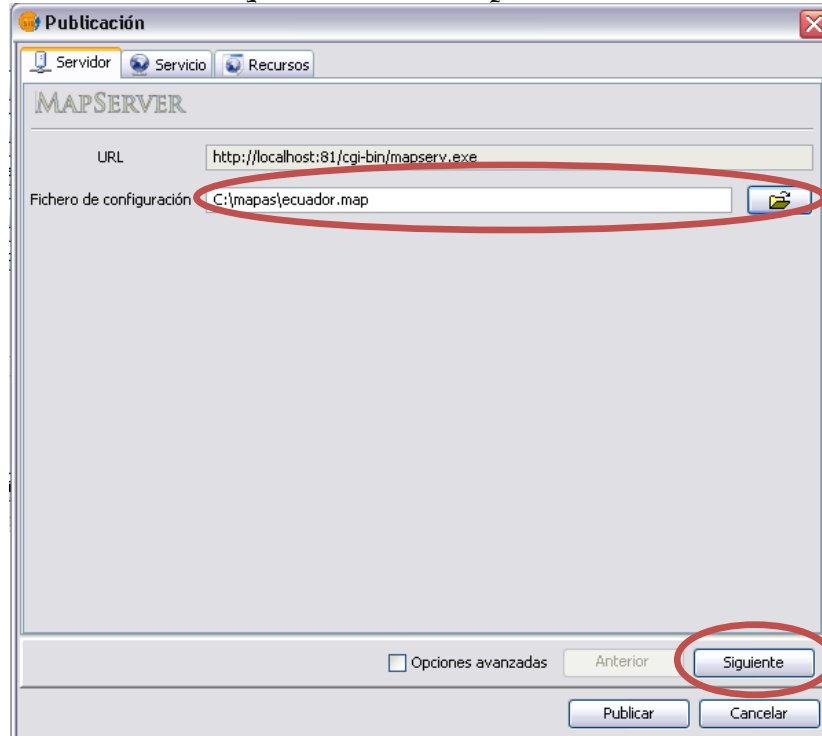 Publicación
Servidor Servicio Recursos
MAPSERVER
URL http://localhost:81/cgi-bin/mapserv.exe
Fichero de configuración C:\mapas\ecuador.map
Opciones avanzadas Anterior Siguiente
Publicar Cancelar